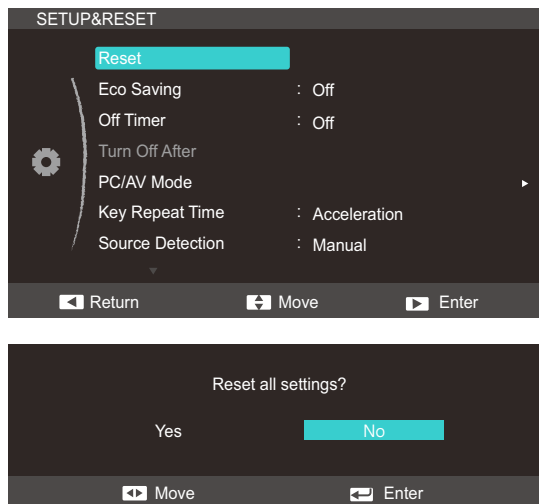 SETUP&RESET
Reset
Eco Saving : Off
Off Timer : Off
Turn Off After
PC/AV Mode
Key Repeat Time : Acceleration
Source Detection : Manual
Return Move Enter
Reset all settings?
Yes No
Move Enter